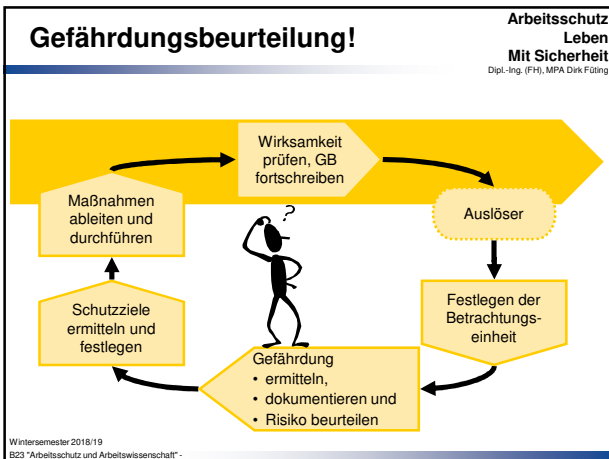 Gefährdungsbeurteilung!
Arbeitsschutz
Leben
Mit Sicherheit
Dipl.-Ing. (FH), MPA Dirk Füting
Wirksamkeit
prüfen, GB
fortschreiben
Maßnahmen
ableiten und
durchführen
Auslöser
?
Schutzziele
ermitteln und
festlegen
Festlegen der
Betrachtungs-
einheit
Gefährdung
• ermitteln,
• dokumentieren und
• Risiko beurteilen
Wintersemester 2018/19
B23 "Arbeitsschutz und Arbeitswissenschaft" -